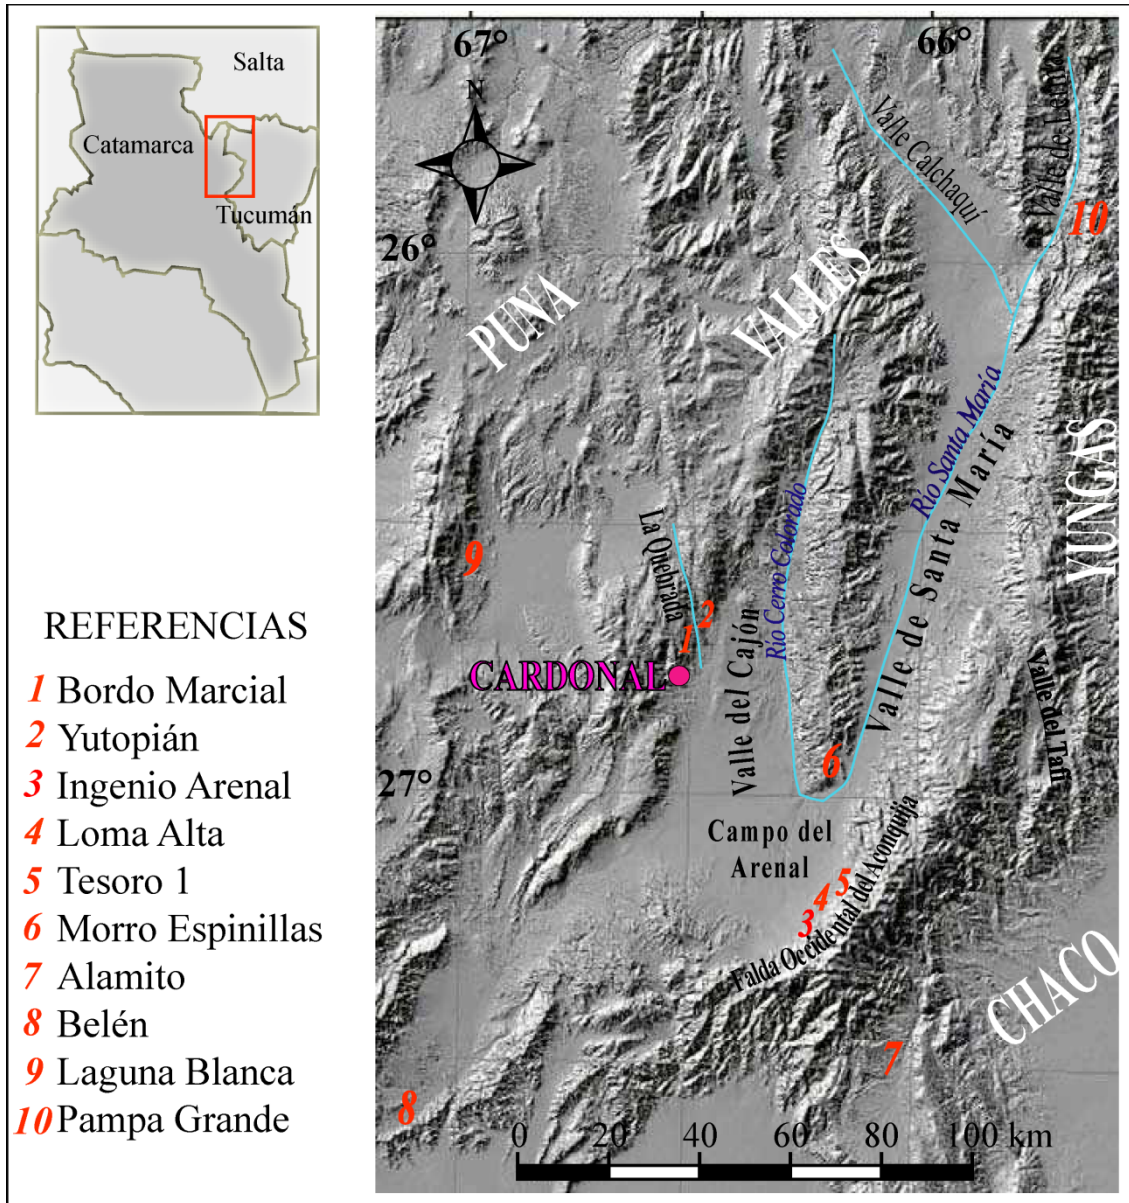 Salta
Catamarca
Tucumán
REFERENCIAS
1 Bordo Marcial
2 Yutopián
3 Ingenio Arenal
4 Loma Alta
5 Tesoro 1
6 Morro Espinillas
7 Alamito
8 Belén
9 Laguna Blanca
10 Pampa Grande
67°
66°
N
Valle Calchaquí
Valle de Lerma
10
26°
PUNA
VALLES
Río Santa María
YUNGAS
Río Cerro Colorado
La Quebrada
9
2
1
CARDONAL
Valle del Cajón
Valle de Santa María
Valle del Tafí
6
27°
Campo del
Arenal
5
4
3
Falda Occidental del Aconquija
CHACO
7
8
0 20 40 60 80 100 km